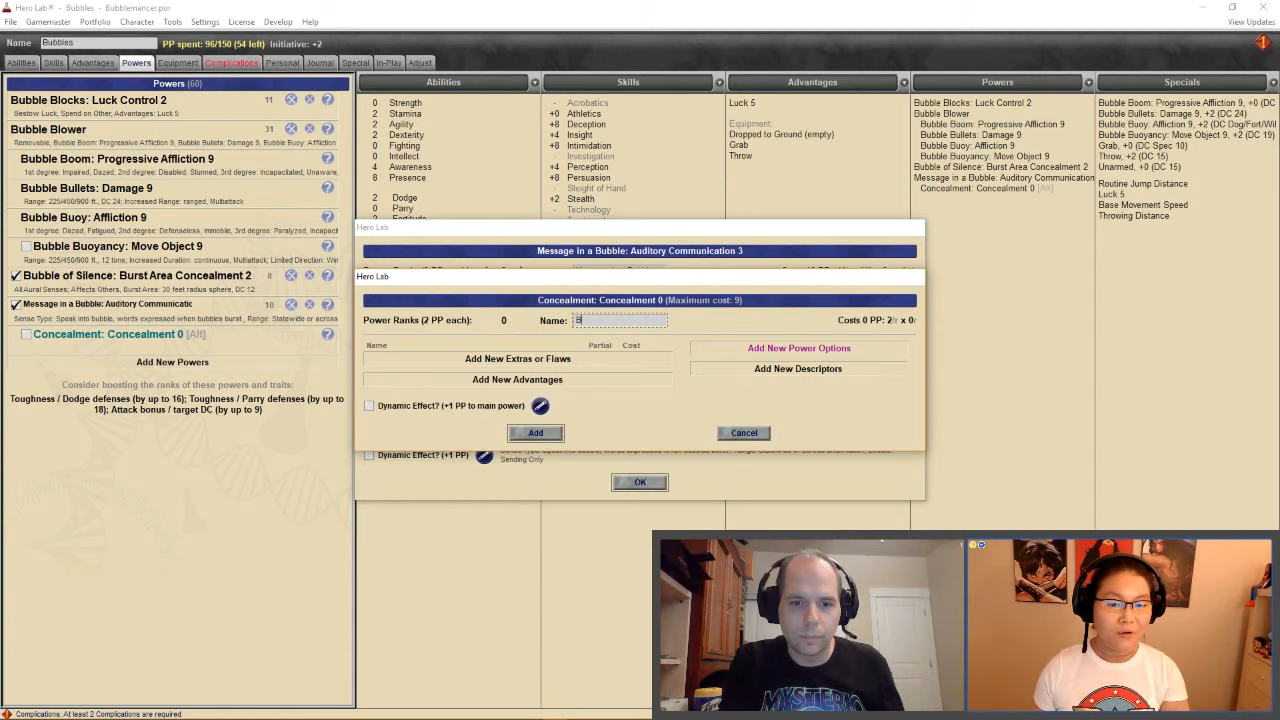 Hero Lab® - Bubbles - Bubblemancer.por
File Gamemaster Portfolio Character Tools Settings License Develop Help
View Updates
Name Bubbles PP spent: 96/150 (54 left) Initiative: +2
Abilities Skills Advantages Powers Equipment Complications Personal Journal Special In-Play Adjust
Powers (60)
Bubble Blocks: Luck Control 2 11
Bestow Luck, Spend on Other, Advantages: Luck 5
Bubble Blower 31
Removable, Bubble Boom: Progressive Affliction 9, Bubble Bullets: Damage 9, Bubble Buoy: Affliction
Bubble Boom: Progressive Affliction 9
1st degree: Impaired, Dazed, 2nd degree: Disabled, Stunned, 3rd degree: Incapacitated, Unaware,
Bubble Bullets: Damage 9
Range: 225/450/900 ft., DC 24; Increased Range: ranged, Multiattack
Bubble Buoy: Affliction 9
1st degree: Dazed, Fatigued, 2nd degree: Defenseless, Immobile, 3rd degree: Paralyzed, Incapacit
Bubble Buoyancy: Move Object 9
Range: 225/450/900 ft., 12 tons; Increased Duration: continuous, Multiattack; Limited Direction: Win
Bubble of Silence: Burst Area Concealment 2 8
All Aural Senses; Affects Others, Burst Area: 30 feet radius sphere, DC 12
Message in a Bubble: Auditory Communicatic 10
Sense Type: Speak into bubble, words expressed when bubbles burst., Range: Statewide or across
Concealment: Concealment 0 [Alt]
Add New Powers
Consider boosting the ranks of these powers and traits:
Toughness / Dodge defenses (by up to 16); Toughness / Parry defenses (by up to
18); Attack bonus / target DC (by up to 9)
Abilities
0 Strength
2 Stamina
2 Agility
2 Dexterity
0 Fighting
0 Intellect
4 Awareness
8 Presence
2 Dodge
0 Parry
Skills
- Acrobatics
+0 Athletics
+8 Deception
+4 Insight
+8 Intimidation
- Investigation
+4 Perception
+8 Persuasion
- Sleight of Hand
+2 Stealth
- Technology
Advantages
Luck 5
Equipment:
Dropped to Ground (empty)
Grab
Throw
Powers
Bubble Blocks: Luck Control 2
Bubble Blower
Bubble Boom: Progressive Affliction 9
Bubble Bullets: Damage 9
Bubble Buoy: Affliction 9
Bubble Buoyancy: Move Object 9
Bubble of Silence: Burst Area Concealment 2
Message in a Bubble: Auditory Communication
Concealment: Concealment 0 [Alt]
Specials
Bubble Boom: Progressive Affliction 9, +0 (DC
Bubble Bullets: Damage 9, +2 (DC 24)
Bubble Buoy: Affliction 9, +2 (DC Dog/Fort/Wil
Bubble Buoyancy: Move Object 9, +2 (DC 19)
Grab, +0 (DC Spec 10)
Throw, +2 (DC 15)
Unarmed, +0 (DC 15)
Routine Jump Distance
Luck 5
Base Movement Speed
Throwing Distance
Hero Lab
Message in a Bubble: Auditory Communication 3
Hero Lab
Concealment: Concealment 0 (Maximum cost: 9)
Power Ranks (2 PP each): 0 Name: B Costs 0 PP: 2/r x 0r
Name Partial Cost
Add New Extras or Flaws
Add New Advantages
Add New Power Options
Add New Descriptors
Dynamic Effect? (+1 PP to main power)
Add Cancel
Dynamic Effect? (+1 PP)
Sending Only
OK
MYSTERY
Complications: At least 2 Complications are required